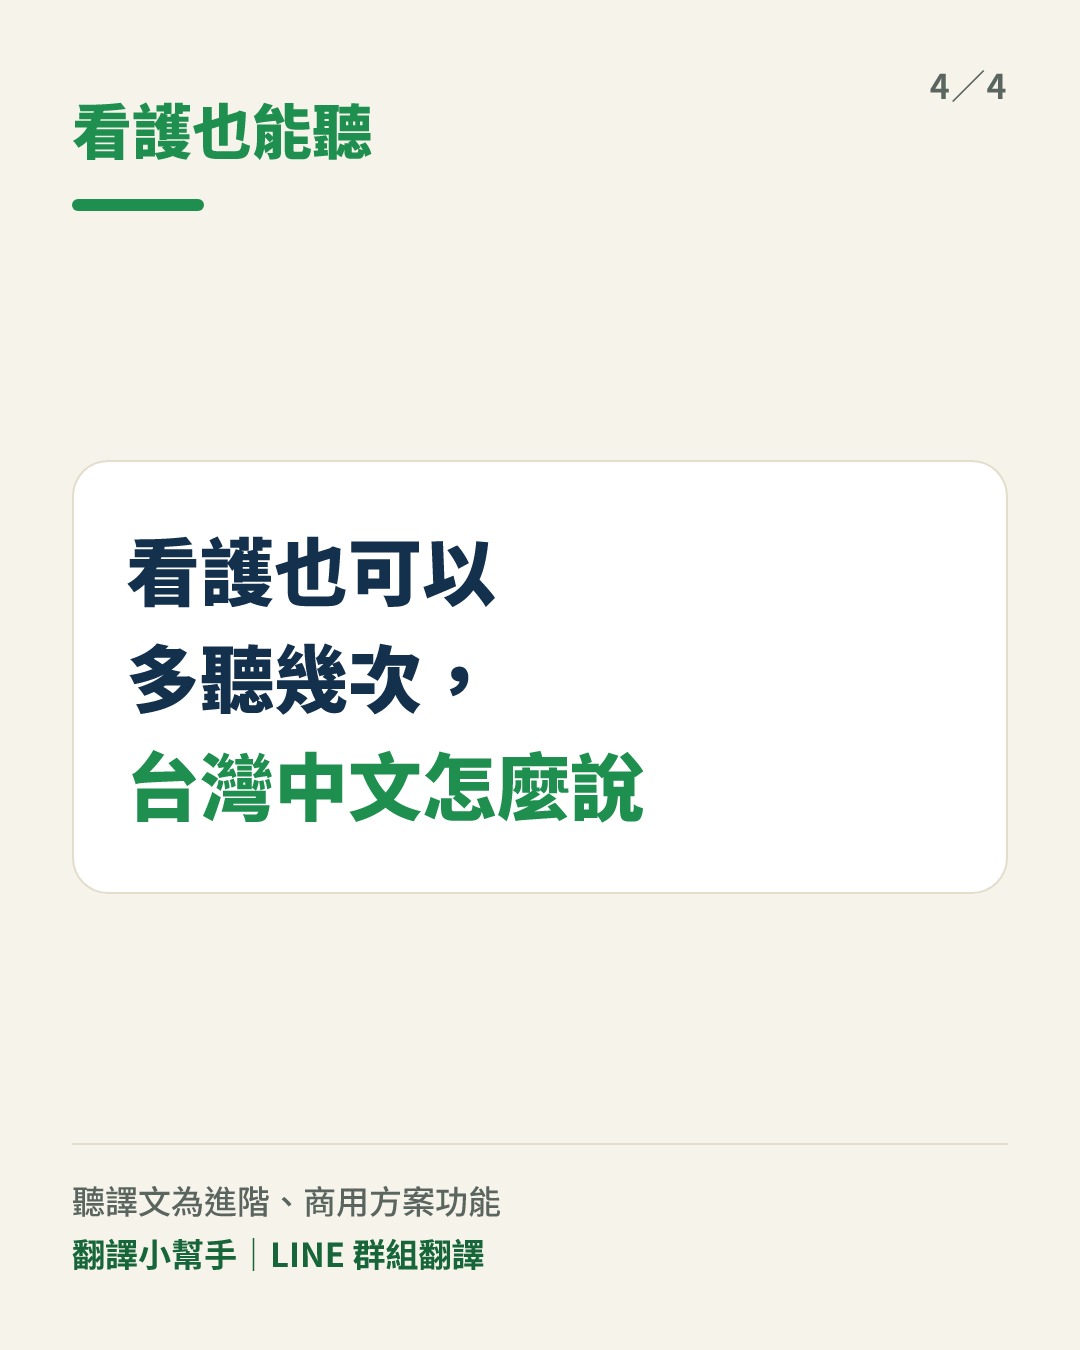 4／4
看護也能聽
看護也可以
多聽幾次，
台灣中文怎麼說
聽譯文為進階、商用方案功能
翻譯小幫手｜LINE 群組翻譯